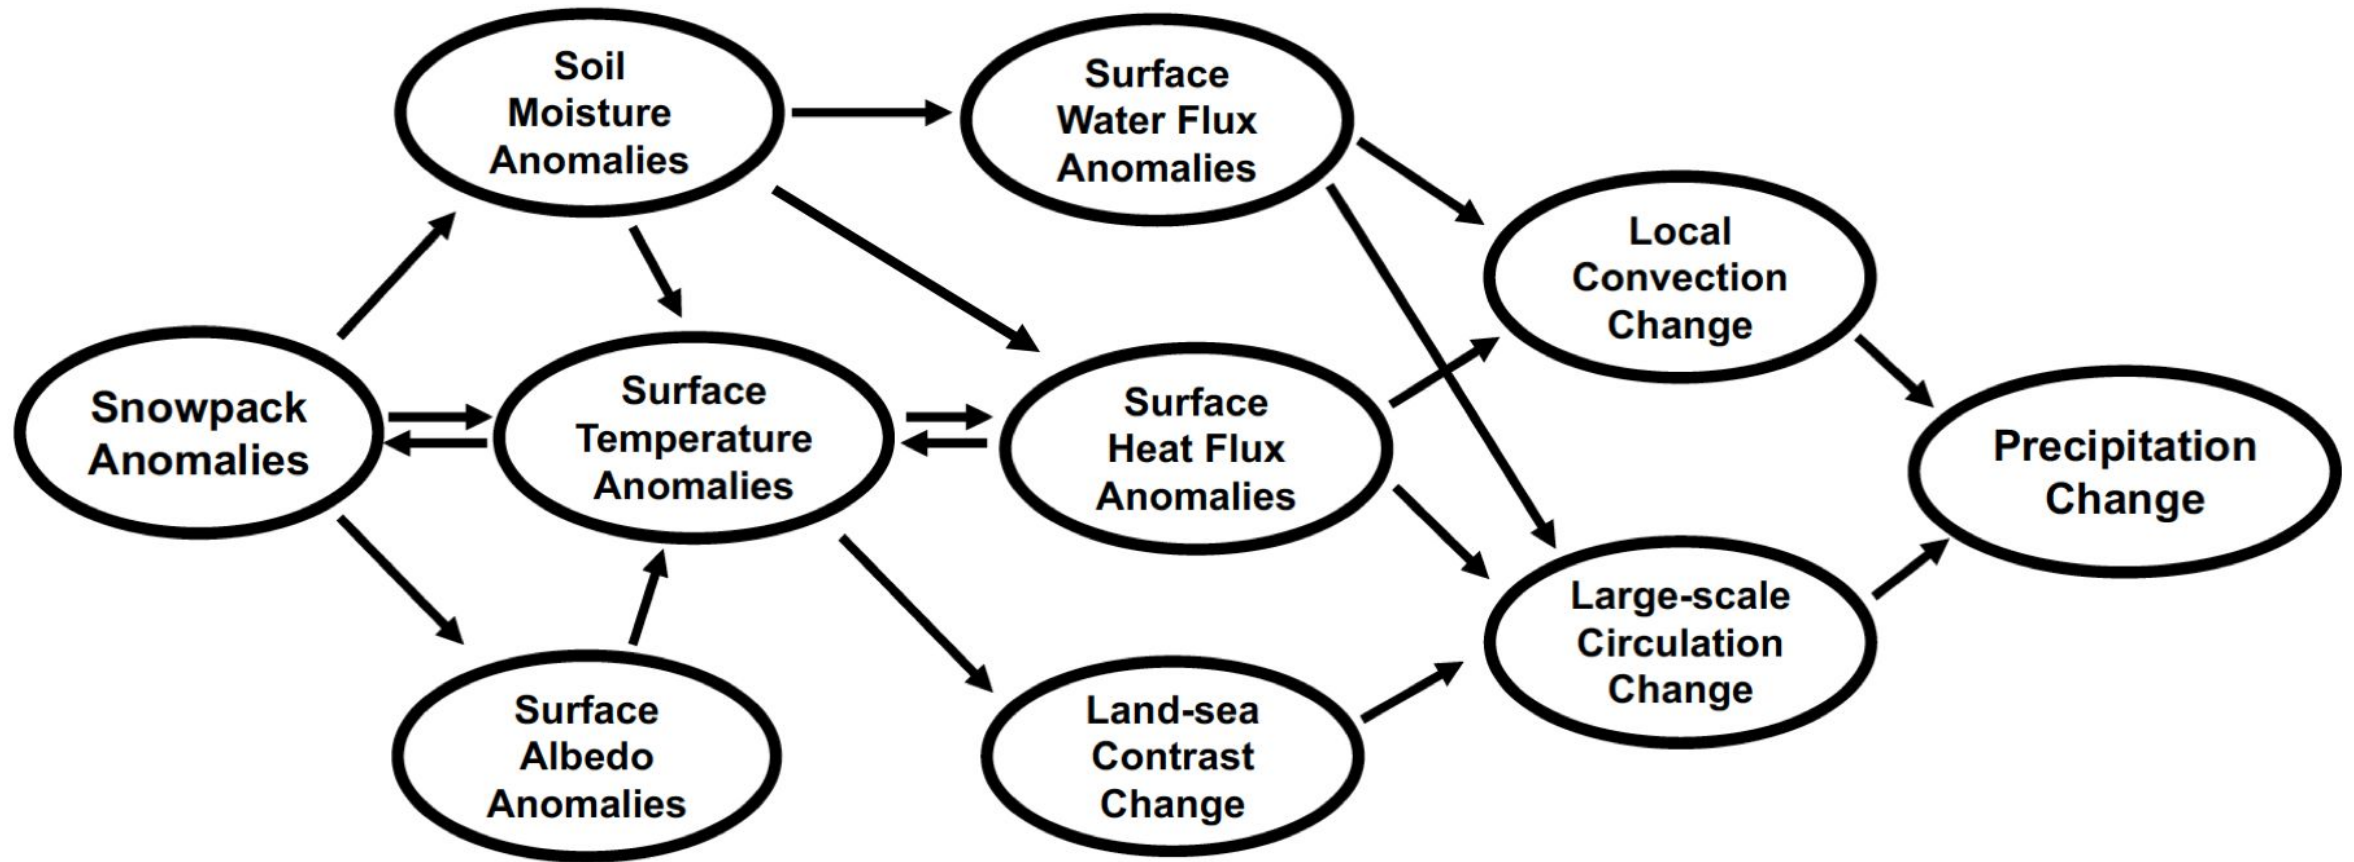 Soil
Moisture
Anomalies
Surface
Water Flux
Anomalies
Local
Convection
Change
Snowpack
Anomalies
Surface
Temperature
Anomalies
Surface
Heat Flux
Anomalies
Precipitation
Change
Surface
Albedo
Anomalies
Land-sea
Contrast
Change
Large-scale
Circulation
Change